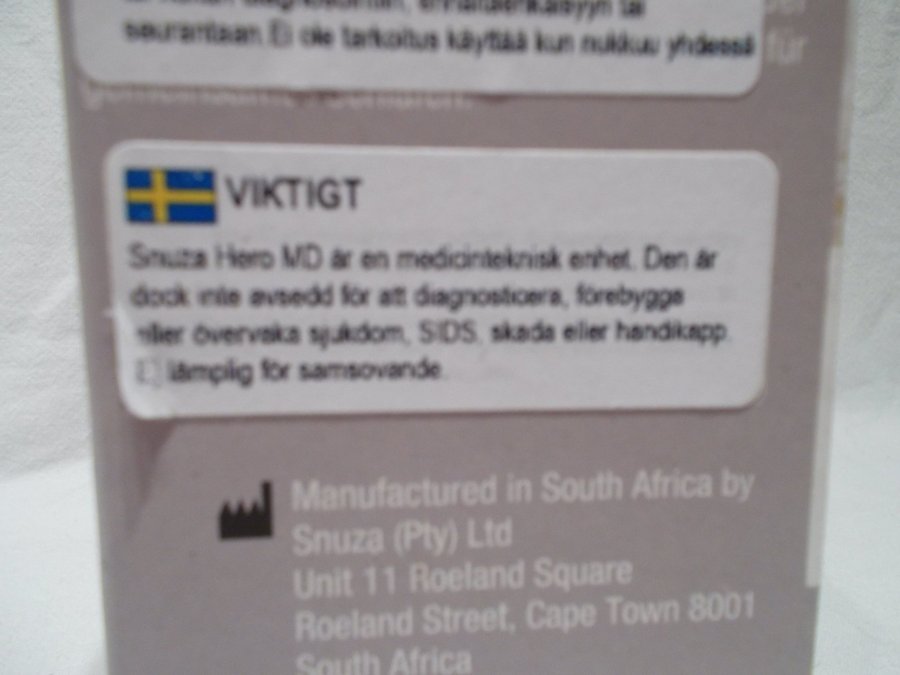 seurantaan. Ei ole tarkoitus käyttää kun nukkuu yhdessä
für
VIKTIGT
Snuza Hero MD är en medicinteknisk enhet. Den är
dock inte avsedd för att diagnosticera, förebygga
eller övervaka sjukdom, SIDS, skada eller handikapp.
Ej lämplig för samsovande.
Manufactured in South Africa by
Snuza (Pty) Ltd
Unit 11 Roeland Square
Roeland Street, Cape Town 8001
South Africa